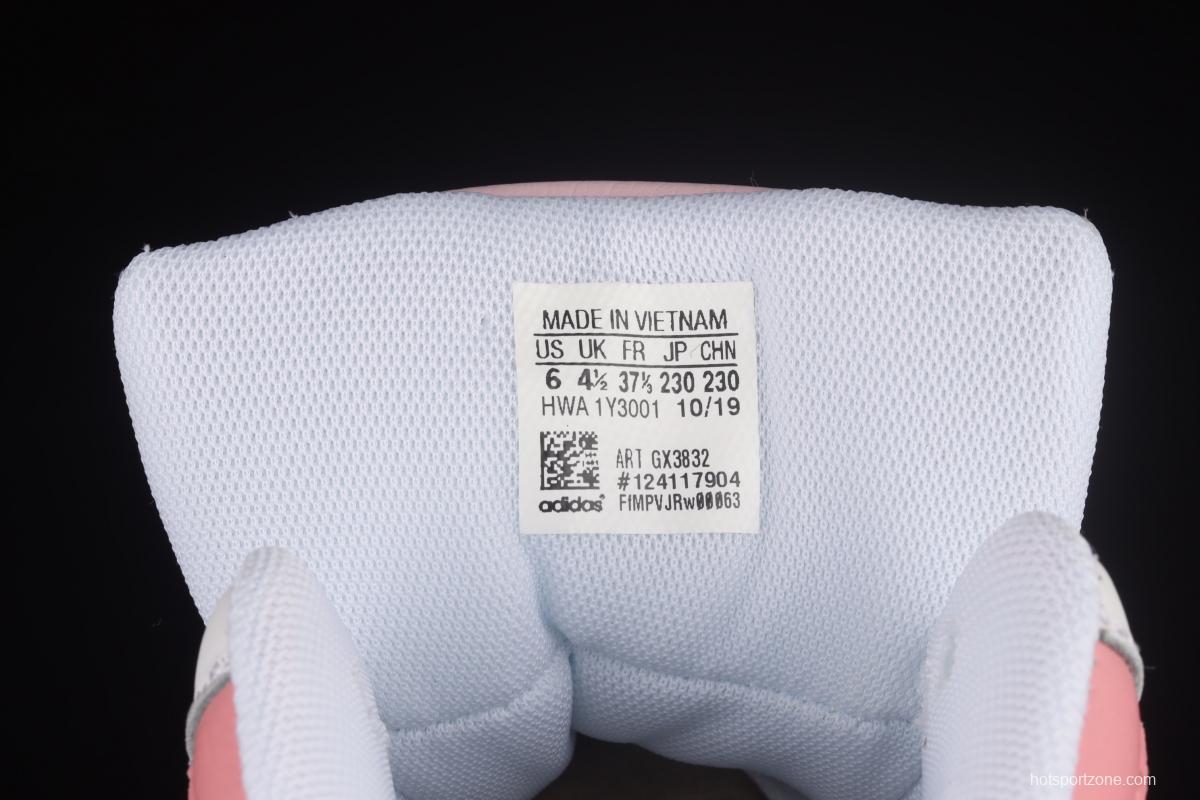 MADE IN VIETNAM
US UK FR JP CHN
6 4½ 37⅓ 230 230
HWA 1Y3001 10/19
ART GX3832
#124117904
adidas® FfMPVJRw00063
hotsportzone.com